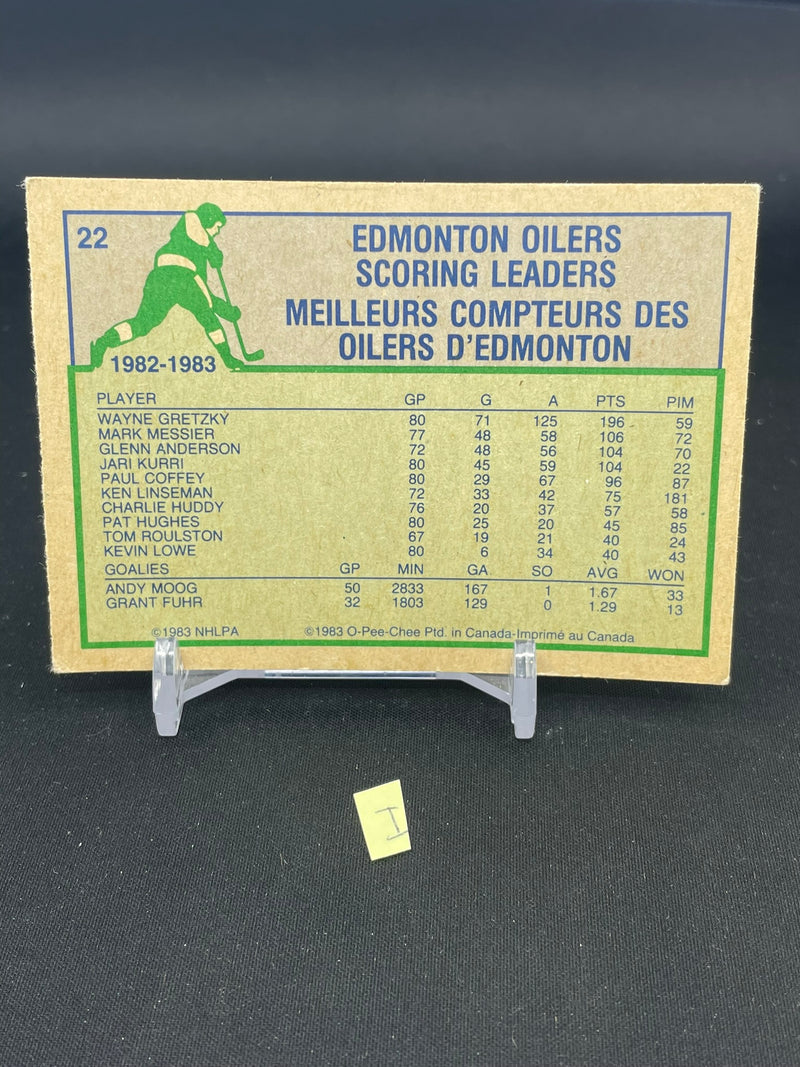 22
EDMONTON OILERS
SCORING LEADERS
MEILLEURS COMPTEURS DES
OILERS D'EDMONTON
1982-1983
PLAYER GP G A PTS PIM
WAYNE GRETZKY 80 71 125 196 59
MARK MESSIER 77 48 58 106 72
GLENN ANDERSON 72 48 56 104 70
JARI KURRI 80 45 59 104 22
PAUL COFFEY 80 29 67 96 87
KEN LINSEMAN 72 33 42 75 181
CHARLIE HUDDY 76 20 37 57 58
PAT HUGHES 80 25 20 45 85
TOM ROULSTON 67 19 21 40 24
KEVIN LOWE 80 6 34 40 43
GOALIES GP MIN GA SO AVG WON
ANDY MOOG 50 2833 167 1 1.67 33
GRANT FUHR 32 1803 129 0 1.29 13
©1983 NHLPA ©1983 O-Pee-Chee Ptd. in Canada-Imprimé au Canada
I